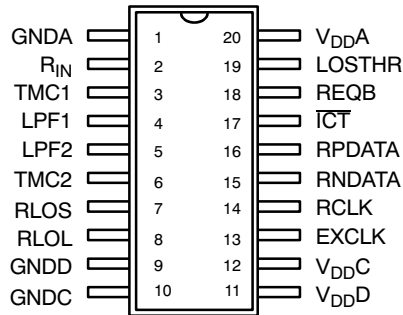 GNDA 1 20 VDDA
RIN 2 19 LOSTHR
TMC1 3 18 REQB
LPF1 4 17 I̅C̅T̅
LPF2 5 16 RPDATA
TMC2 6 15 RNDATA
RLOS 7 14 RCLK
RLOL 8 13 EXCLK
GNDD 9 12 VDDC
GNDC 10 11 VDDD